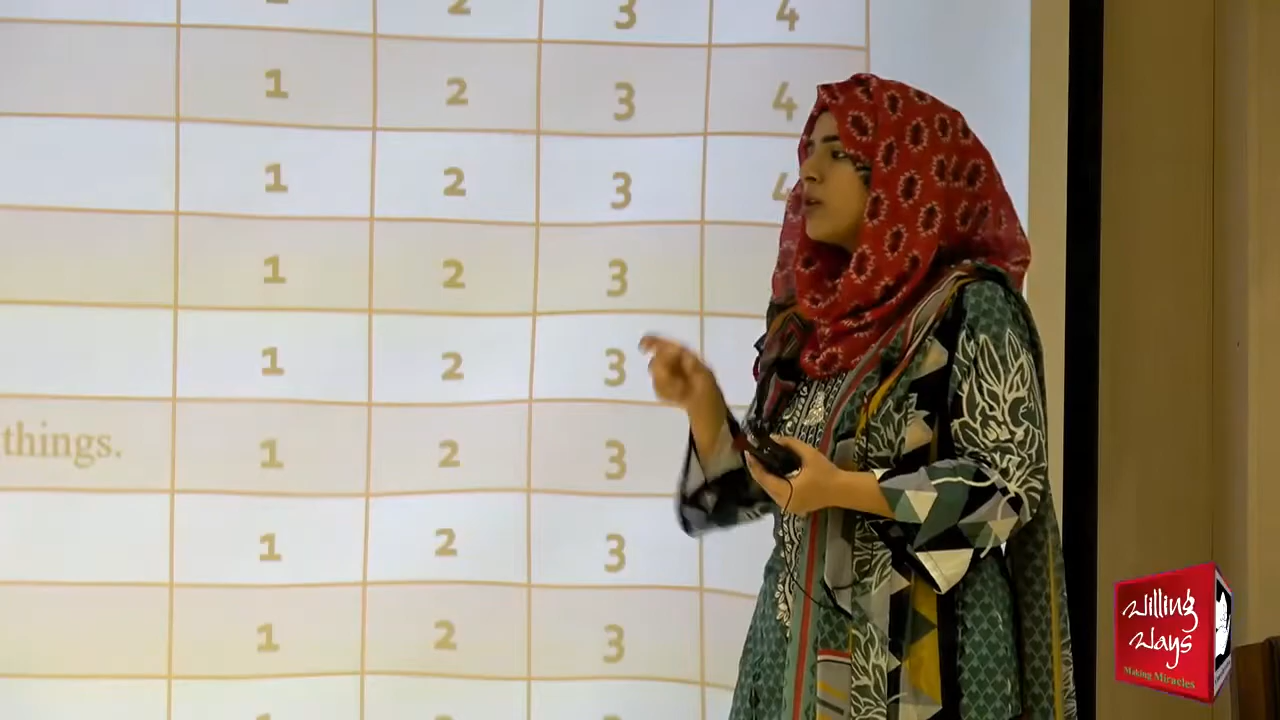 1 2 3 4
1 2 3 4
1 2 3 4
1 2 3
1 2 3
things. 1 2 3
1 2 3
1 2 3
Willing
Ways
Making Miracles